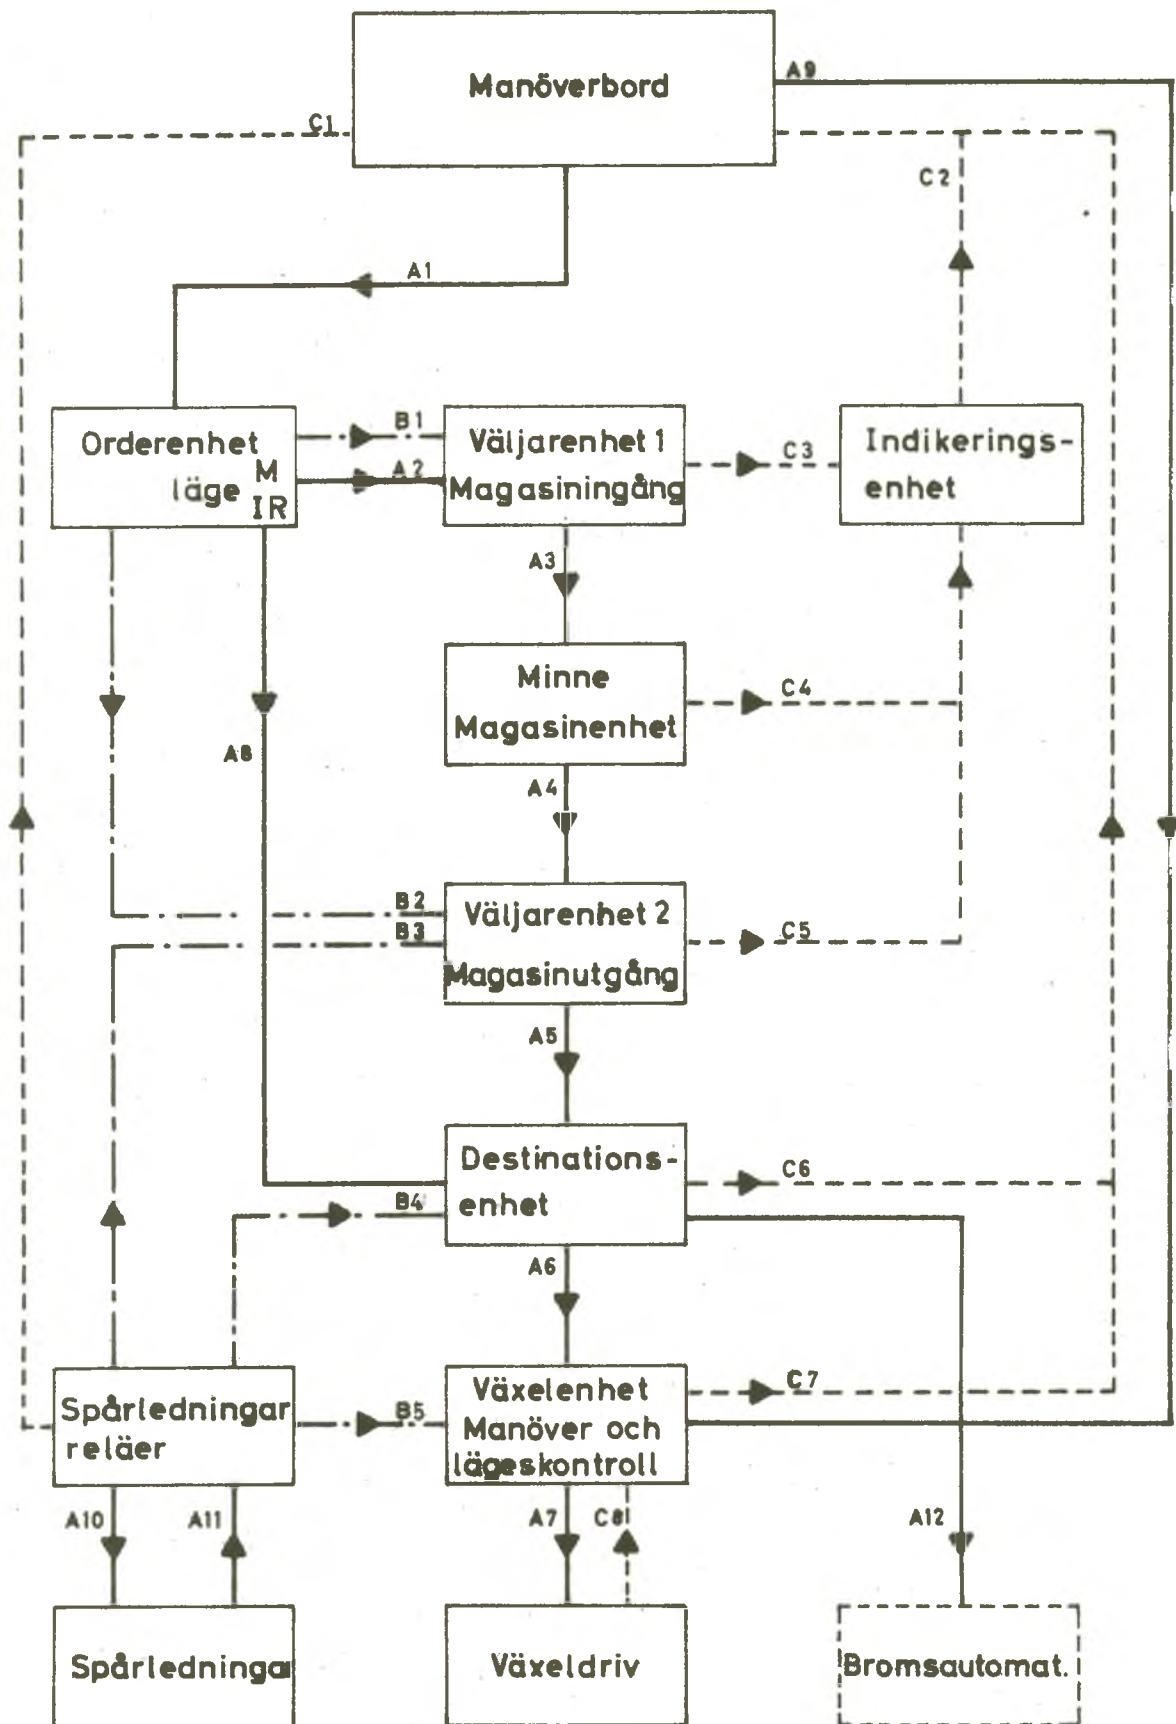 Manöverbord
A9
C1
C2
A1
Orderenhet
läge M
IR
B1
A2
Väljarenhet 1
Magasiningång
C3
Indikerings-
enhet
A3
Minne
Magasinenhet
C4
A8
A4
B2
B3
Väljarenhet 2
Magasinutgång
C5
A5
Destinations-
enhet
C6
B4
A6
Spårledningar
reläer
B5
Växelenhet
Manöver och
lägeskontroll
C7
A10
A11
A7
C8
A12
Spårledningar
Växeldriv
Bromsautomat.